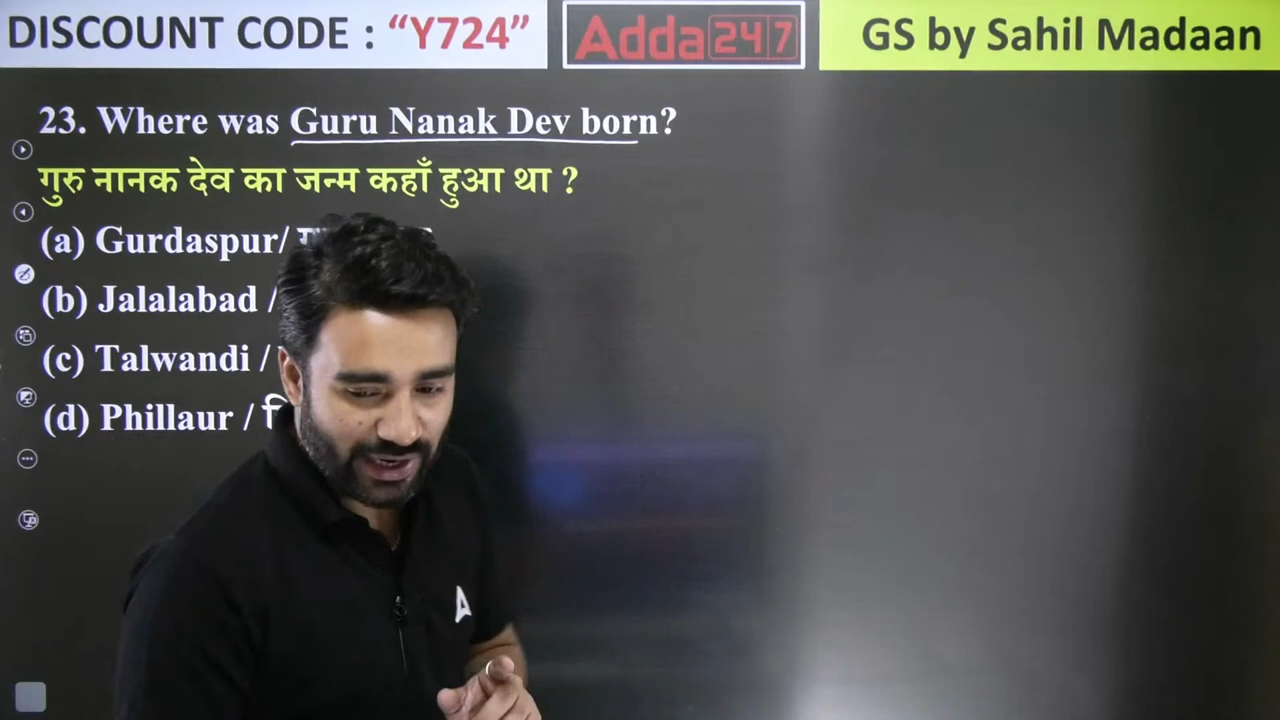 DISCOUNT CODE : “Y724”
Adda247
GS by Sahil Madaan
23. Where was Guru Nanak Dev born?
गुरु नानक देव का जन्म कहाँ हुआ था ?
(a) Gurdaspur/
(b) Jalalabad /
(c) Talwandi /
(d) Phillaur /